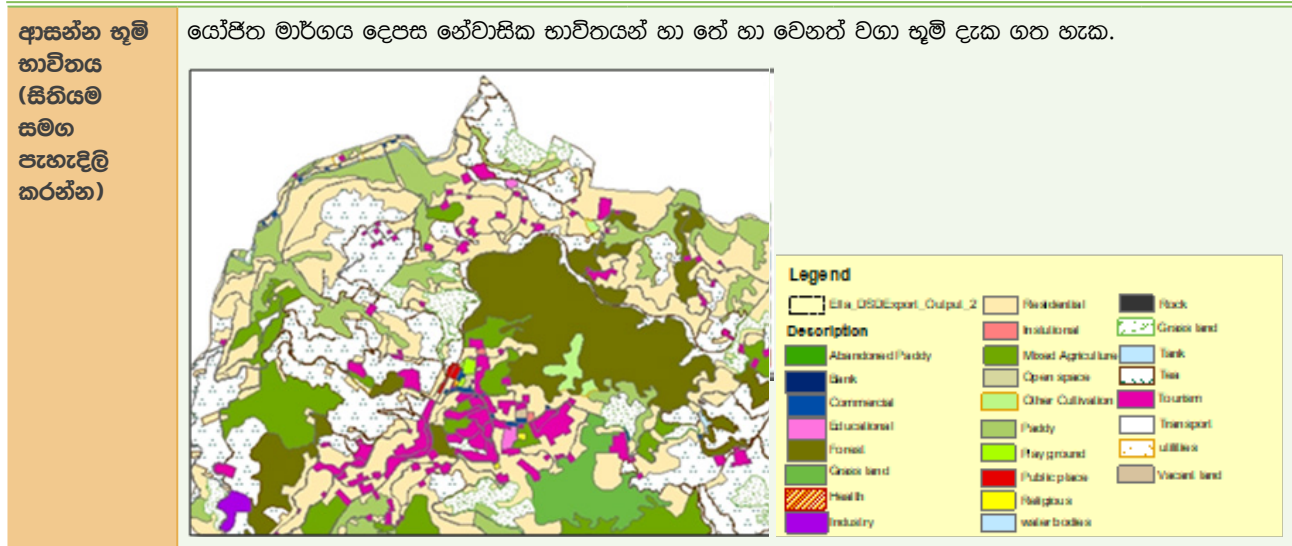 ආසන්න භූමි
භාවිතය
(සිතියම
සමග
පැහැදිලි
කරන්න)
යෝජිත මාර්ගය දෙපස නේවාසික භාවිතයන් හා තේ හා වෙනත් වගා භූමි දැක ගත හැක.
Legend
Ella_DSDExport_Output_2
Description
Abandoned Paddy
Bank
Commercial
Educational
Forest
Grass land
Health
Industry
Residential
Instutional
Mixed Agriculture
Open space
Other Cultivation
Paddy
Play ground
Public place
Religious
water bodies
Rock
Grass land
Tank
Tea
Tourism
Transport
utilities
Vacant land